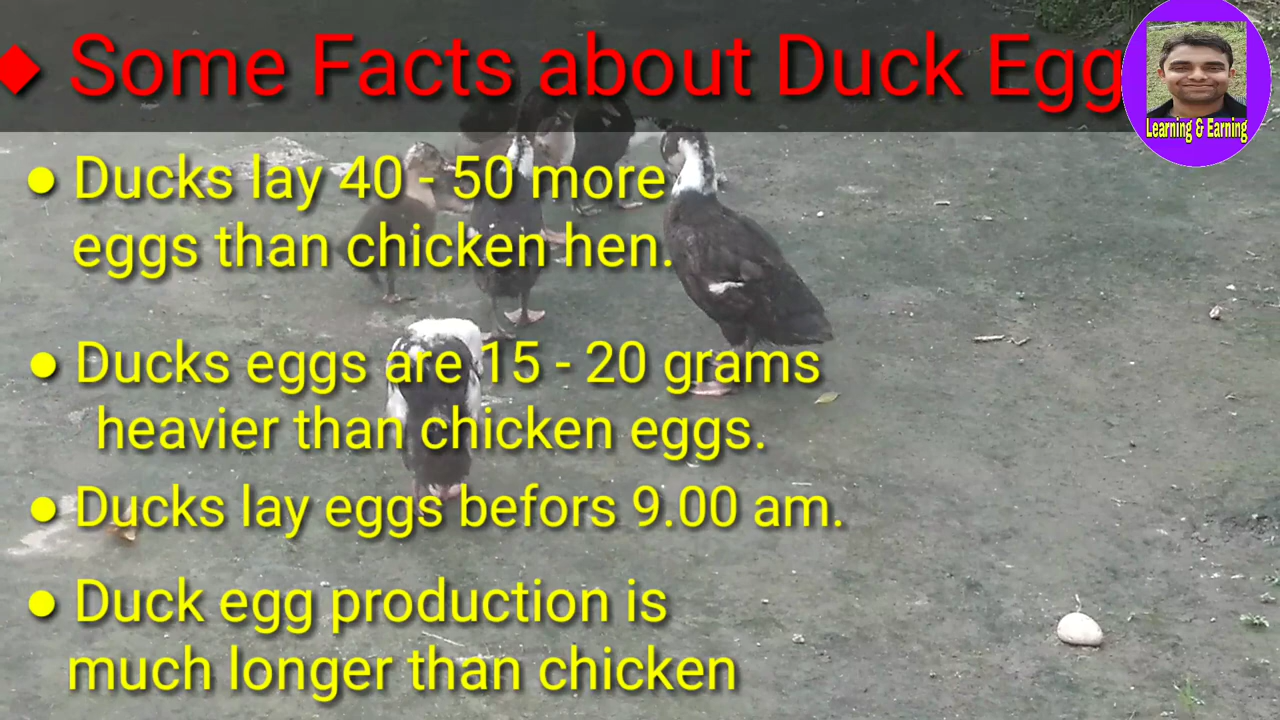 ◆ Some Facts about Duck Egg
Learning & Earning
● Ducks lay 40 - 50 more
eggs than chicken hen.
● Ducks eggs are 15 - 20 grams
heavier than chicken eggs.
● Ducks lay eggs befors 9.00 am.
● Duck egg production is
much longer than chicken